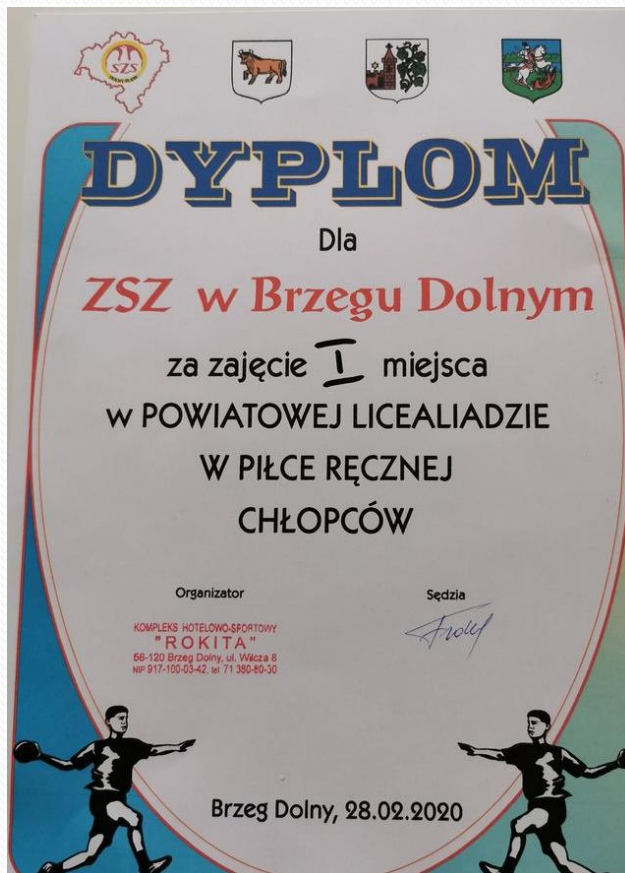 SZS
DOLNY ŚLĄSK
DYPLOM
Dla
ZSZ w Brzegu Dolnym
za zajęcie I miejsca
w POWIATOWEJ LICEALIADZIE
W PIŁCE RĘCZNEJ
CHŁOPCÓW
Organizator
Sędzia
KOMPLEKS HOTELOWO-SPORTOWY
"ROKITA"
56-120 Brzeg Dolny, ul. Wilcza 8
NIP 917-100-03-42, tel. 71 380-80-30
Brzeg Dolny, 28.02.2020